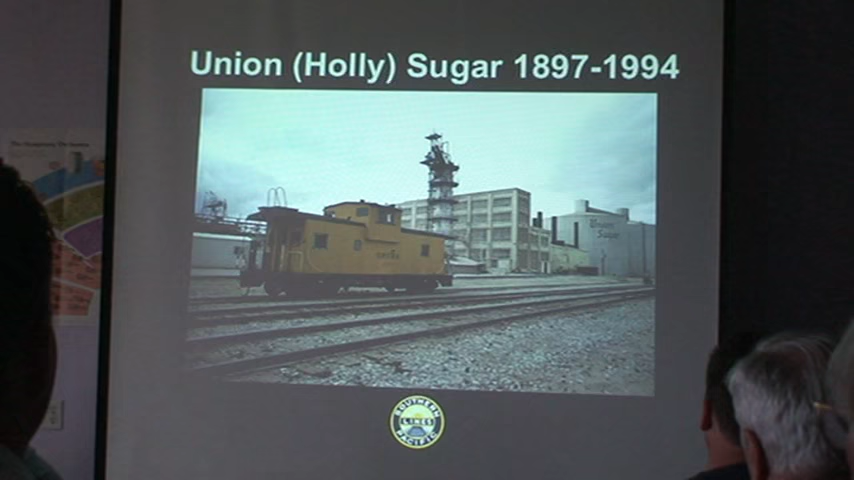 Union (Holly) Sugar 1897-1994
Union
Sugar
SOUTHERN
LINES
PACIFIC